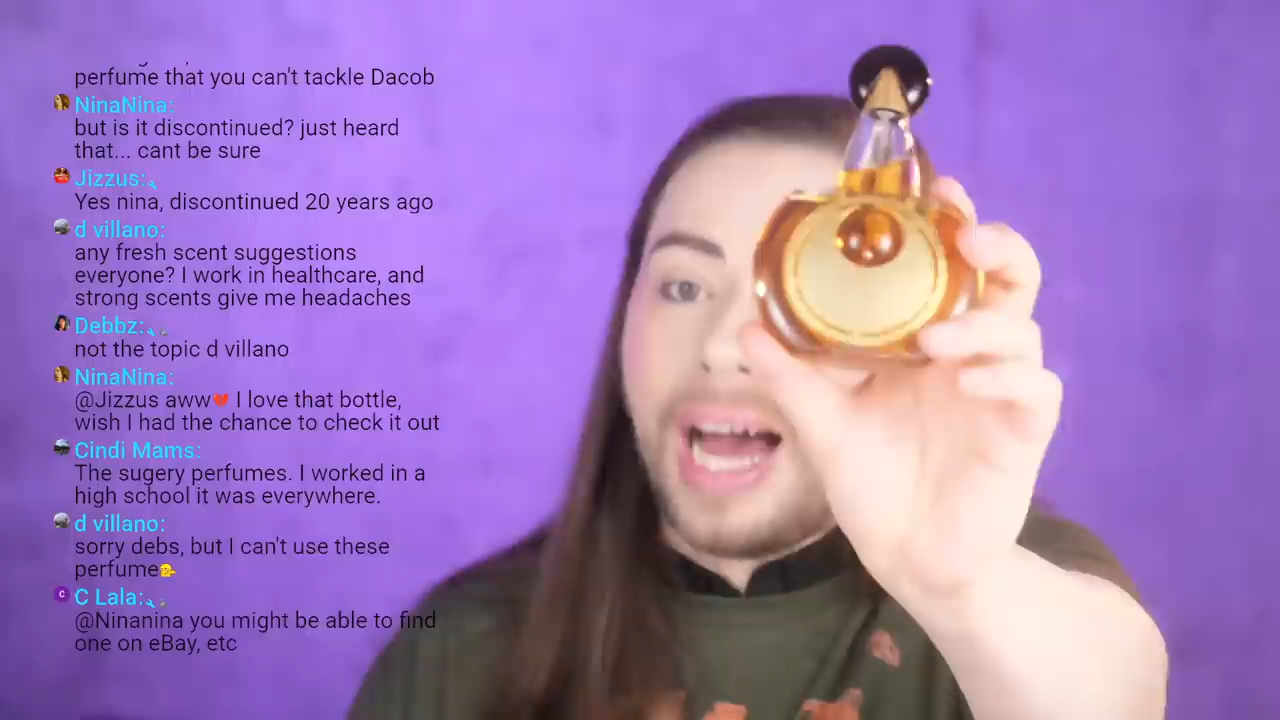 perfume that you can't tackle Dacob
NinaNina:
but is it discontinued? just heard
that... cant be sure
Jizzus:
Yes nina, discontinued 20 years ago
d villano:
any fresh scent suggestions
everyone? I work in healthcare, and
strong scents give me headaches
Debbz:
not the topic d villano
NinaNina:
@Jizzus aww❤️ I love that bottle,
wish I had the chance to check it out
Cindi Mams:
The sugery perfumes. I worked in a
high school it was everywhere.
d villano:
sorry debs, but I can't use these
perfume💁
C
C Lala:
@Ninanina you might be able to find
one on eBay, etc